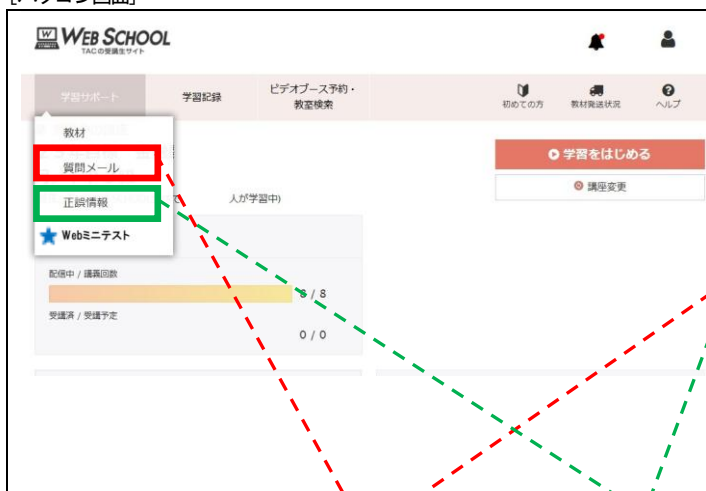 WEB SCHOOL
TACの受講生サイト
学習サポート
学習記録
ビデオブース予約・
教室検索
初めての方
教材発送状況
ヘルプ
教材
質問メール
正誤情報
Webミニテスト
学習をはじめる
講座変更
人が学習中)
配信中 / 講義回数
8 / 8
受講済 / 受講予定
0 / 0